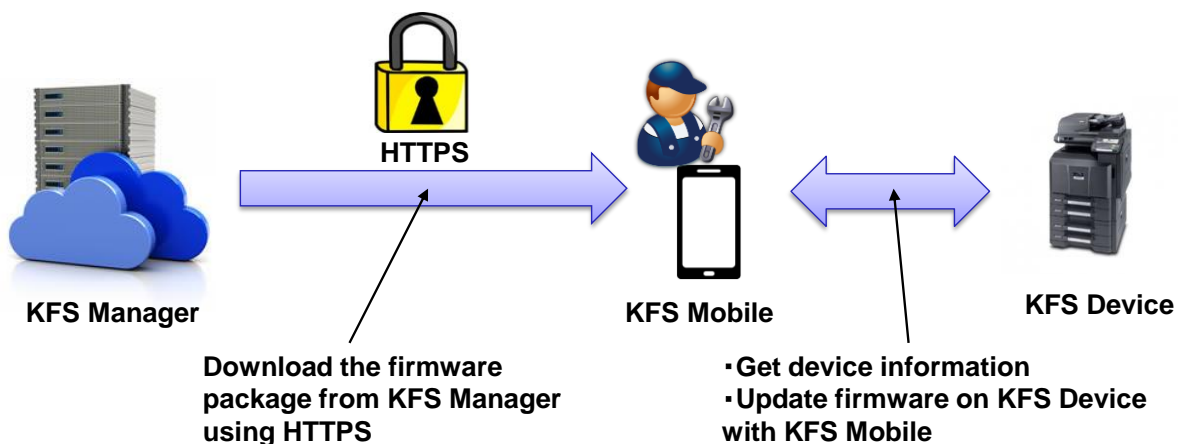 HTTPS
KFS Manager
KFS Mobile
KFS Device
Download the firmware
package from KFS Manager
using HTTPS
・Get device information
・Update firmware on KFS Device
with KFS Mobile